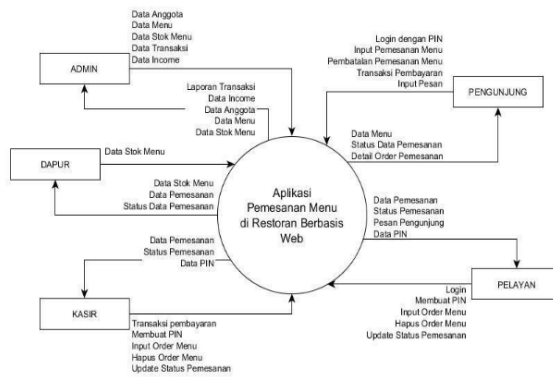 Data Anggota
Data Menu
Data Stok Menu
Data Transaksi
Data Income
ADMIN
Laporan Transaksi
Data Income
Data Anggota
Data Menu
Data Stok Menu
Login dengan PIN
Input Pemesanan Menu
Pembatalan Pemesanan Menu
Transaksi Pembayaran
Input Pesan
PENGUNJUNG
Data Menu
Status Data Pemesanan
Detail Order Pemesanan
DAPUR
Data Stok Menu
Data Stok Menu
Data Pemesanan
Status Data Pemesanan
Aplikasi
Pemesanan Menu
di Restoran Berbasis
Web
Data Pemesanan
Status Pemesanan
Pesan Pengunjung
Data PIN
PELAYAN
Data Pemesanan
Status Pemesanan
Data PIN
KASIR
Transaksi pembayaran
Membuat PIN
Input Order Menu
Hapus Order Menu
Update Status Pemesanan
Login
Membuat PIN
Input Order Menu
Hapus Order Menu
Update Status Pemesanan